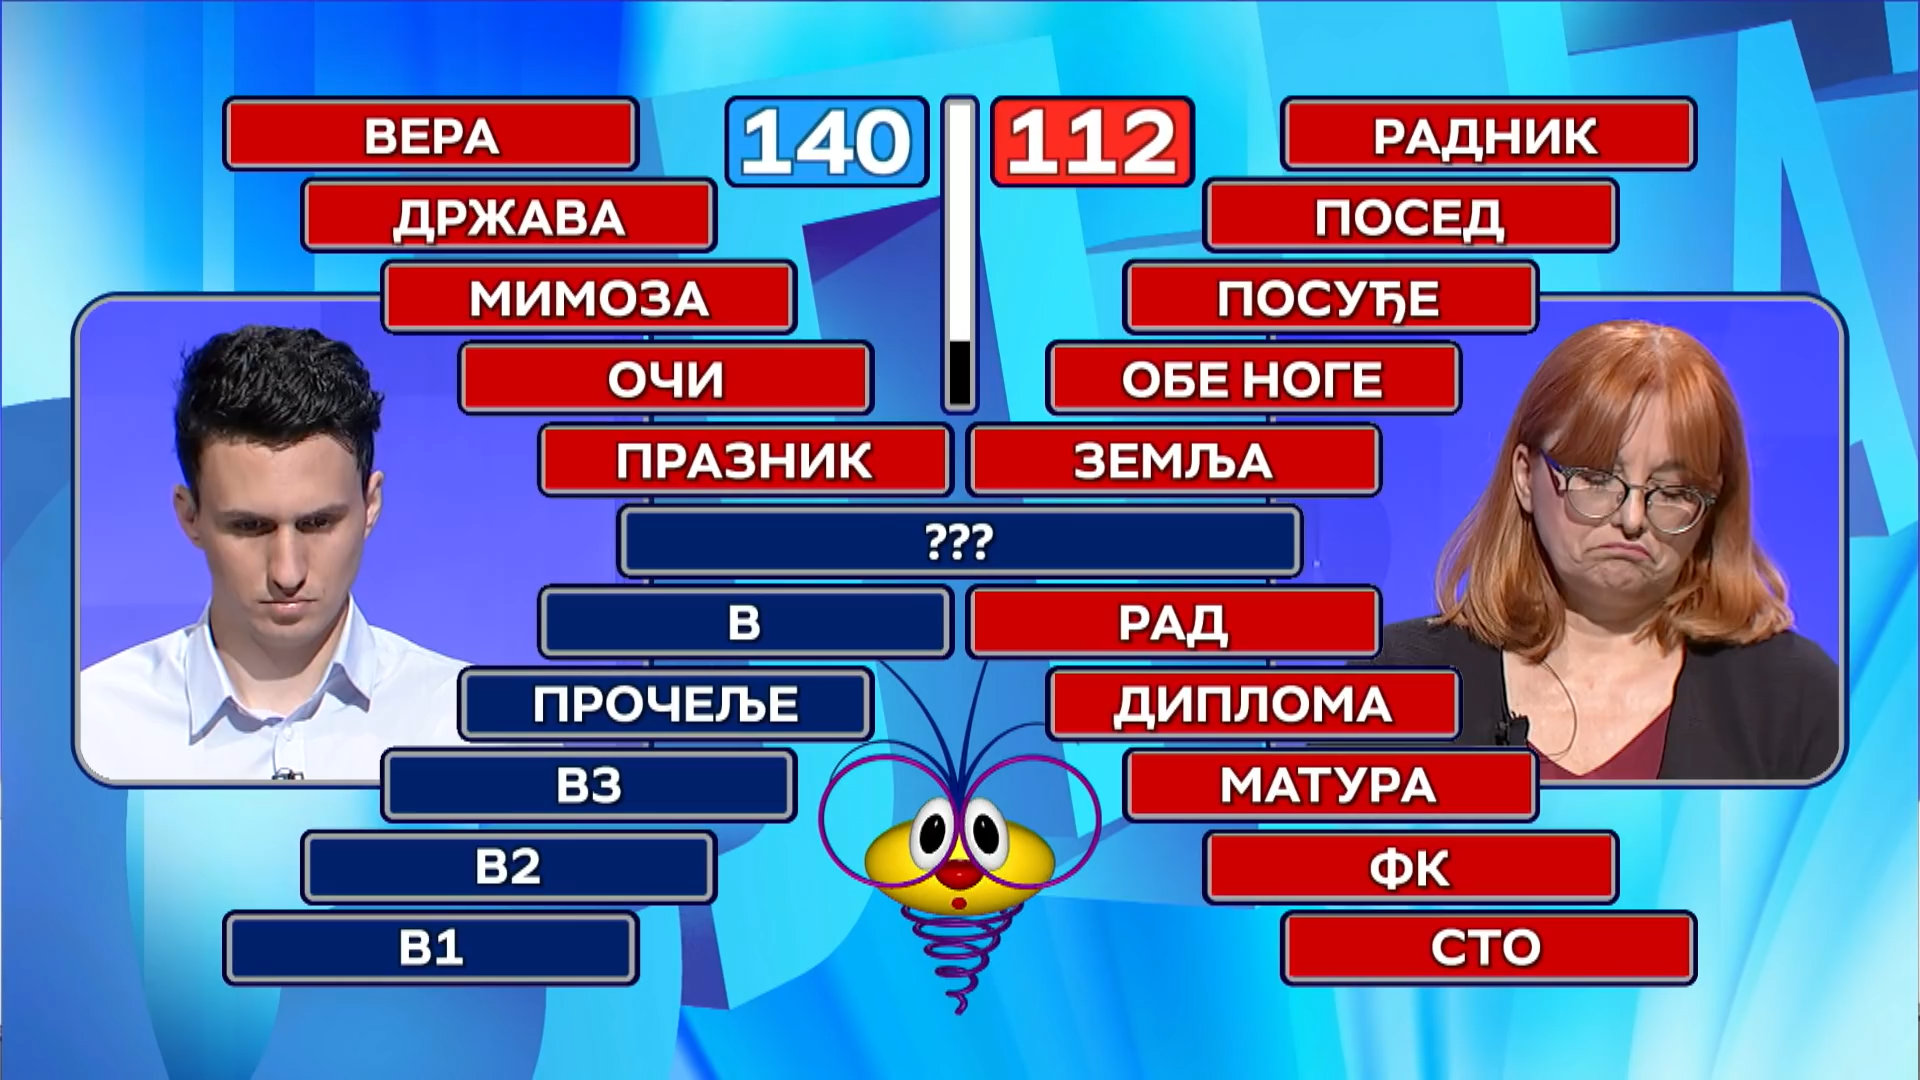 ВЕРА
140
112
РАДНИК
ДРЖАВА
ПОСЕД
МИМОЗА
ПОСУЂЕ
ОЧИ
ОБЕ НОГЕ
ПРАЗНИК
ЗЕМЉА
???
В
РАД
ПРОЧЕЉЕ
ДИПЛОМА
В3
МАТУРА
В2
ФК
В1
СТО